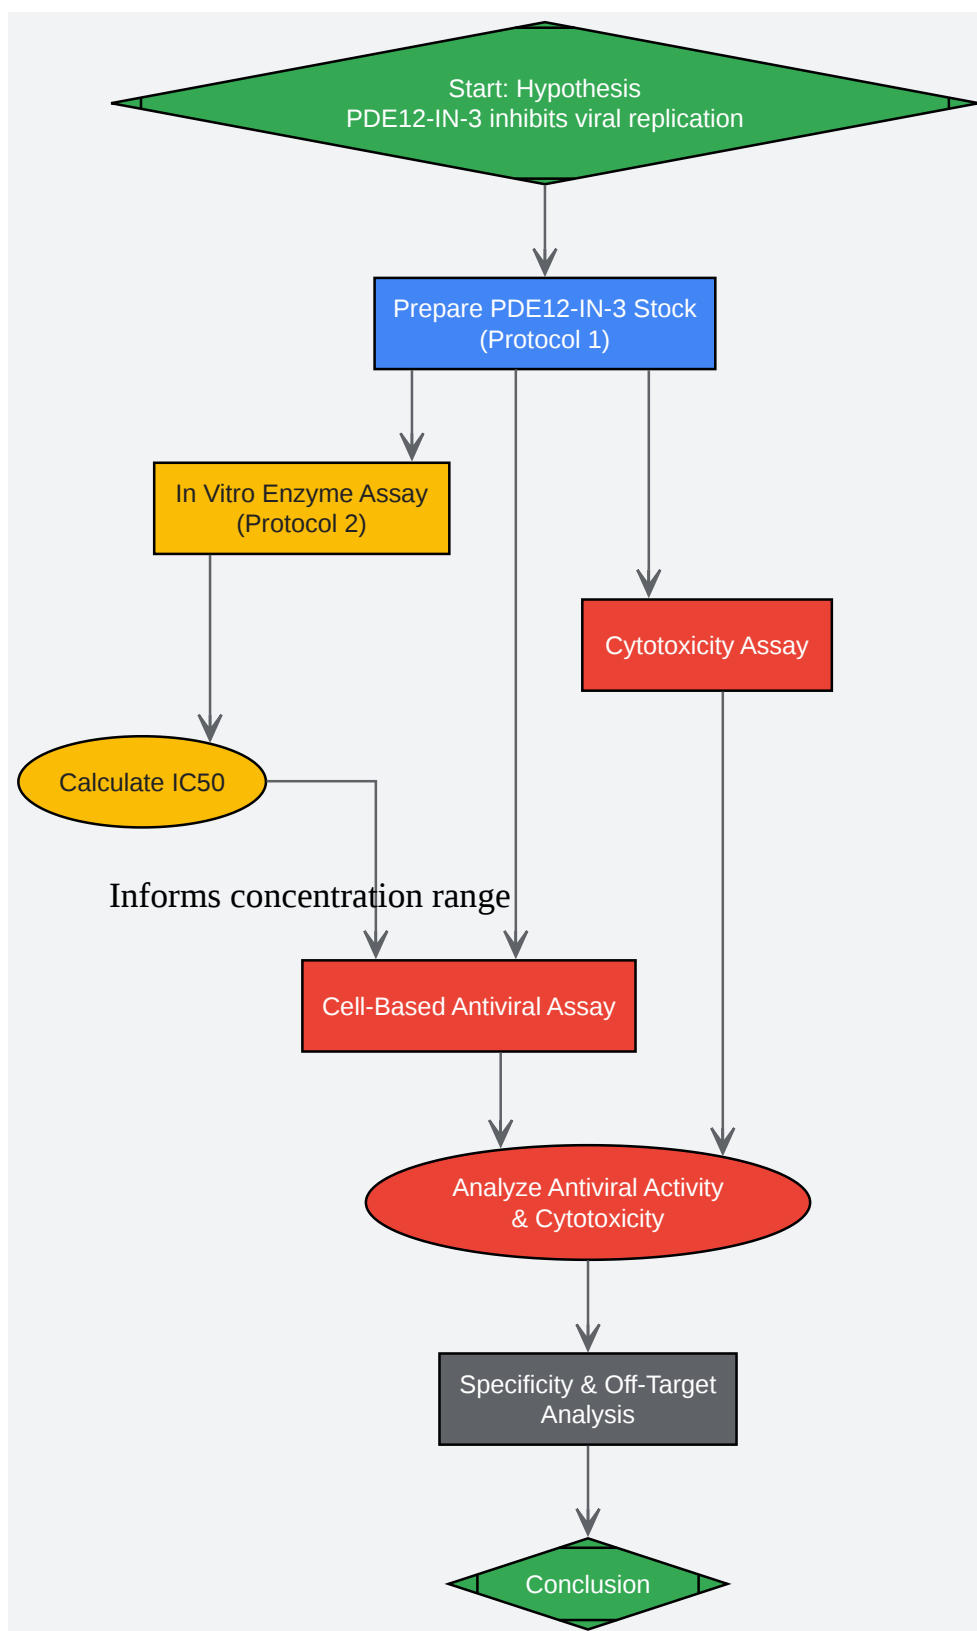 Start: Hypothesis
PDE12-IN-3 inhibits viral replication
Prepare PDE12-IN-3 Stock
(Protocol 1)
In Vitro Enzyme Assay
(Protocol 2)
Cytotoxicity Assay
Calculate IC50
Informs concentration range
Cell-Based Antiviral Assay
Analyze Antiviral Activity
& Cytotoxicity
Specificity & Off-Target
Analysis
Conclusion